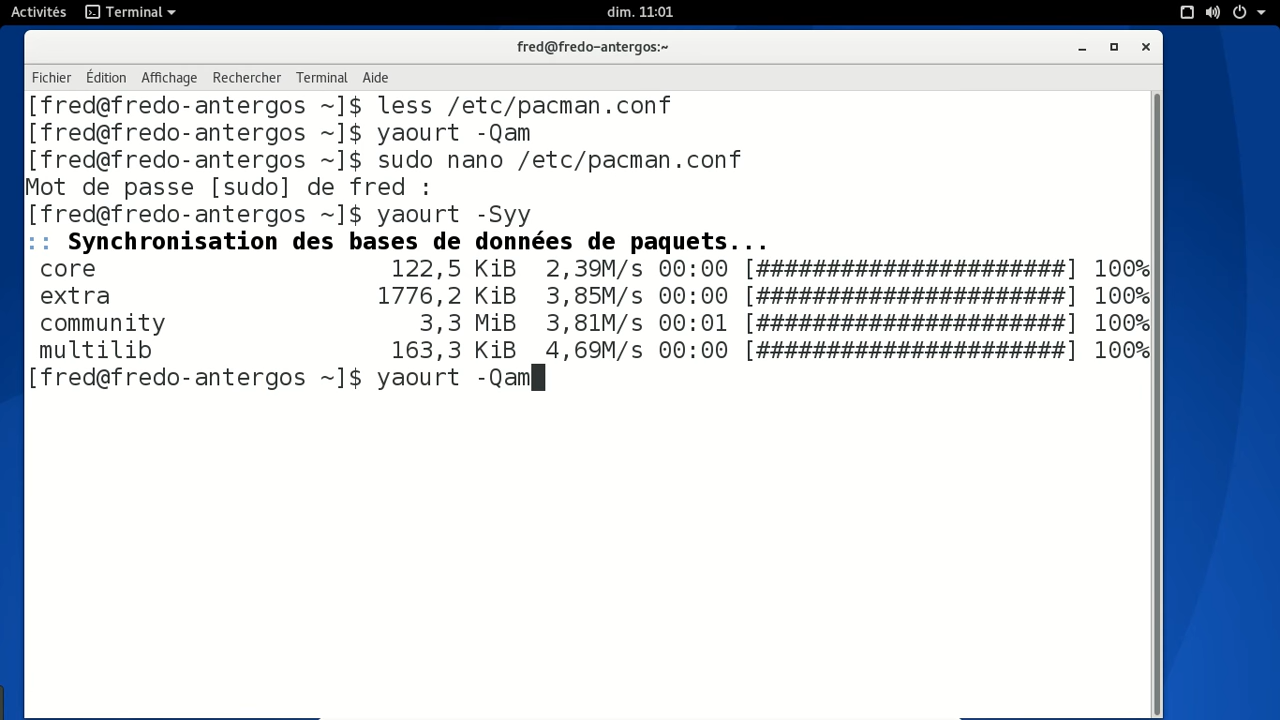 Activités Terminal dim. 11:01
fred@fredo-antergos:~
Fichier Édition Affichage Rechercher Terminal Aide
[fred@fredo-antergos ~]$ less /etc/pacman.conf
[fred@fredo-antergos ~]$ yaourt -Qam
[fred@fredo-antergos ~]$ sudo nano /etc/pacman.conf
Mot de passe [sudo] de fred :
[fred@fredo-antergos ~]$ yaourt -Syy
:: Synchronisation des bases de données de paquets...
core 122,5 KiB 2,39M/s 00:00 [######################] 100%
extra 1776,2 KiB 3,85M/s 00:00 [######################] 100%
community 3,3 MiB 3,81M/s 00:01 [######################] 100%
multilib 163,3 KiB 4,69M/s 00:00 [######################] 100%
[fred@fredo-antergos ~]$ yaourt -Qam